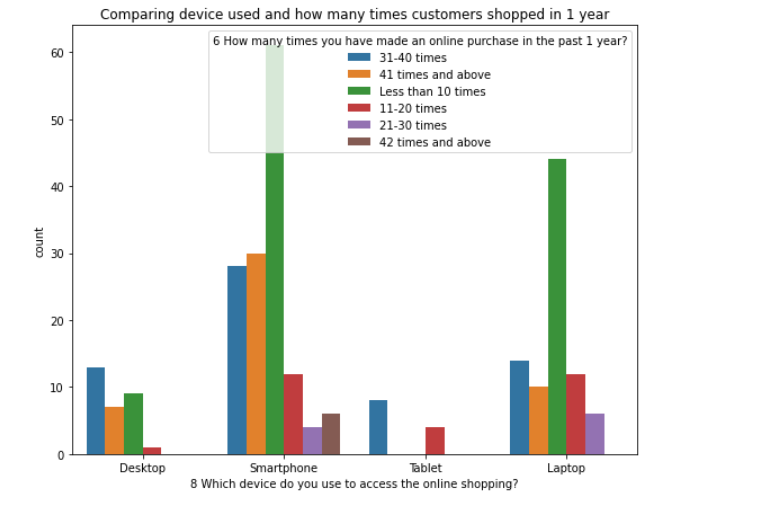 Comparing device used and how many times customers shopped in 1 year
6 How many times you have made an online purchase in the past 1 year?
31-40 times
41 times and above
Less than 10 times
11-20 times
21-30 times
42 times and above
60
50
40
30
20
10
0
count
Desktop Smartphone Tablet Laptop
8 Which device do you use to access the online shopping?